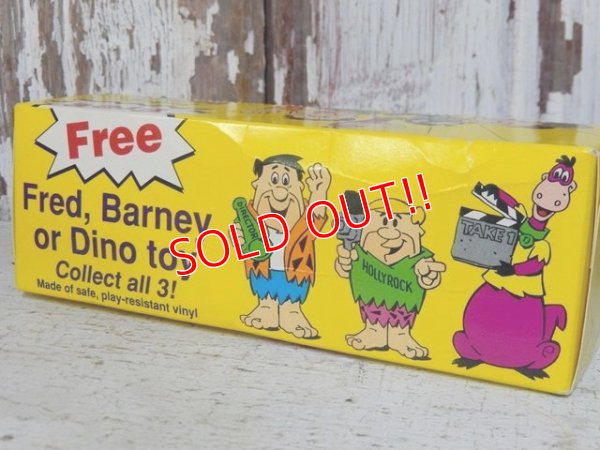 Free
Fred, Barney
or Dino toy
Collect all 3!
Made of safe, play-resistant vinyl
DIRECTOR
HOLLYROCK
TAKE 1
SOLD OUT!!